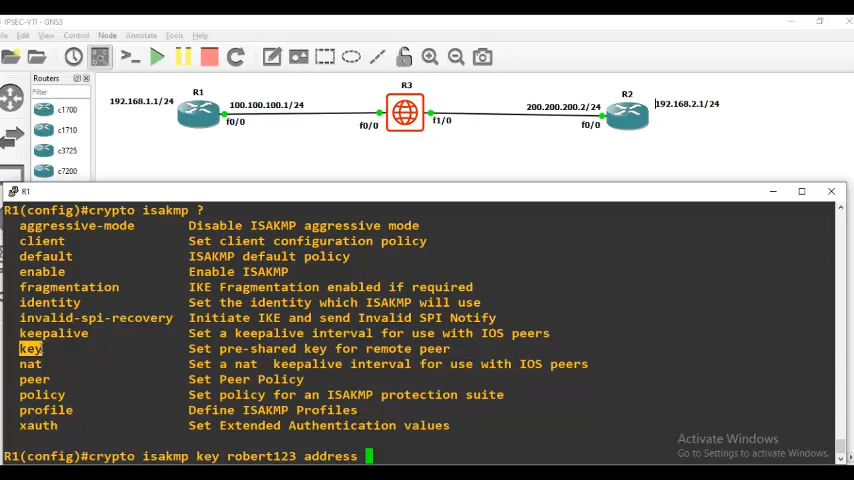 IPSEC-VTI - GNS3
File Edit View Control Node Annotate Tools Help
Routers
Filter
c1700
c1710
c3725
c7200
192.168.1.1/24
R1
100.100.100.1/24
f0/0
R3
f0/0
f1/0
200.200.200.2/24
f0/0
R2
192.168.2.1/24
R1
R1(config)#crypto isakmp ?
aggressive-mode Disable ISAKMP aggressive mode
client Set client configuration policy
default ISAKMP default policy
enable Enable ISAKMP
fragmentation IKE Fragmentation enabled if required
identity Set the identity which ISAKMP will use
invalid-spi-recovery Initiate IKE and send Invalid SPI Notify
keepalive Set a keepalive interval for use with IOS peers
key Set pre-shared key for remote peer
nat Set a nat  keepalive interval for use with IOS peers
peer Set Peer Policy
policy Set policy for an ISAKMP protection suite
profile Define ISAKMP Profiles
xauth Set Extended Authentication values
R1(config)#crypto isakmp key robert123 address
Activate Windows
Go to Settings to activate Windows.